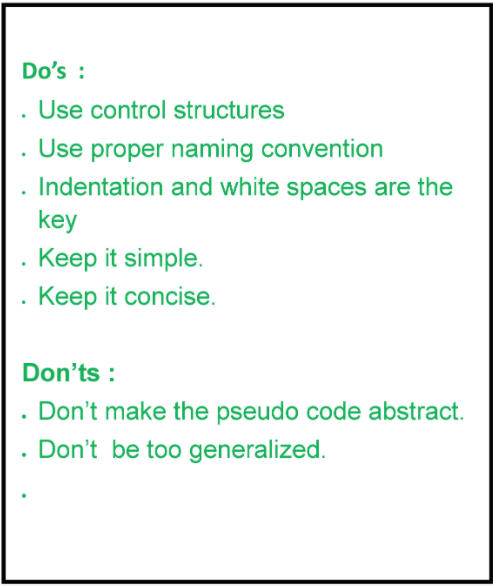 Do’s :
. Use control structures
. Use proper naming convention
. Indentation and white spaces are the
key
. Keep it simple.
. Keep it concise.
Don’ts :
. Don’t make the pseudo code abstract.
. Don’t  be too generalized.
.